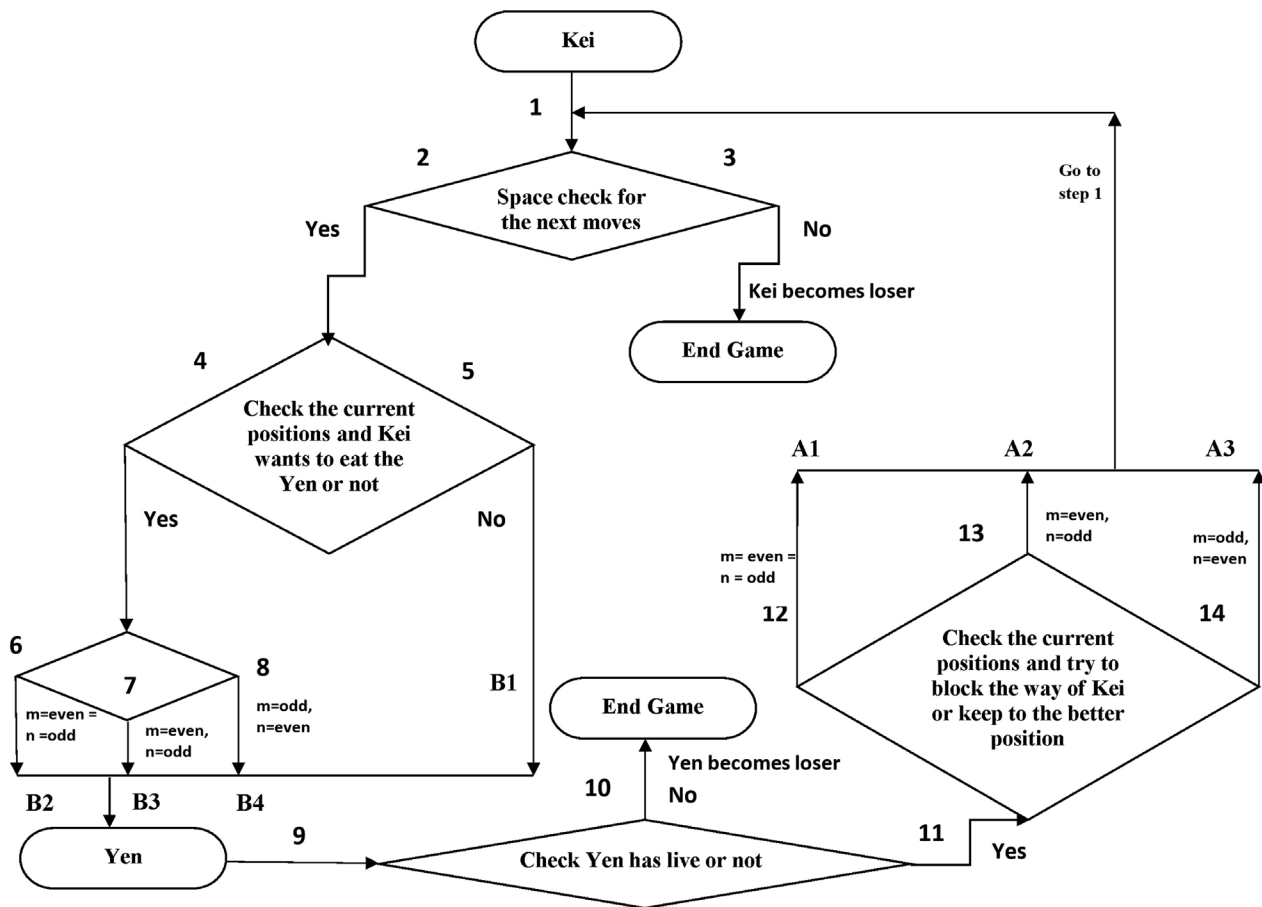 Kei
1
2
3
Go to
step 1
Space check for
the next moves
Yes
No
Kei becomes loser
End Game
4
5
Check the current
positions and Kei
wants to eat the
Yen or not
Yes
No
A1
A2
A3
m= even =
n = odd
13
m=even,
n=odd
m=odd,
n=even
12
14
Check the current
positions and try to
block the way of Kei
or keep to the better
position
6
7
8
m=even =
n =odd
m=even,
n=odd
m=odd,
n=even
B1
End Game
Yen becomes loser
10
No
B2
B3
B4
Yen
9
Check Yen has live or not
11
Yes